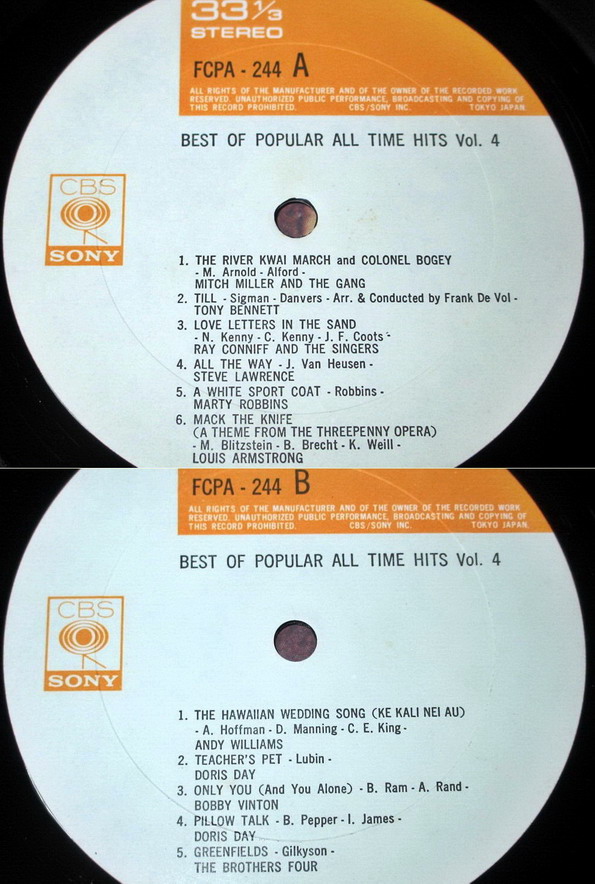 33 1/3
STEREO
FCPA - 244 A
ALL RIGHTS OF THE MANUFACTURER AND OF THE OWNER OF THE RECORDED WORK
RESERVED. UNAUTHORIZED PUBLIC PERFORMANCE, BROADCASTING AND COPYING OF
THIS RECORD PROHIBITED. CBS/SONY INC. TOKYO JAPAN
BEST OF POPULAR ALL TIME HITS Vol. 4
CBS
SONY
1. THE RIVER KWAI MARCH and COLONEL BOGEY
- M. Arnold - Alford -
MITCH MILLER AND THE GANG
2. TILL - Sigman - Danvers - Arr. & Conducted by Frank De Vol -
TONY BENNETT
3. LOVE LETTERS IN THE SAND
- N. Kenny - C. Kenny - J. F. Coots -
RAY CONNIFF AND THE SINGERS
4. ALL THE WAY - J. Van Heusen -
STEVE LAWRENCE
5. A WHITE SPORT COAT - Robbins -
MARTY ROBBINS
6. MACK THE KNIFE
(A THEME FROM THE THREEPENNY OPERA)
- M. Blitzstein - B. Brecht - K. Weill -
LOUIS ARMSTRONG
FCPA - 244 B
ALL RIGHTS OF THE MANUFACTURER AND OF THE OWNER OF THE RECORDED WORK
RESERVED. UNAUTHORIZED PUBLIC PERFORMANCE, BROADCASTING AND COPYING OF
THIS RECORD PROHIBITED. CBS/SONY INC. TOKYO JAPAN.
BEST OF POPULAR ALL TIME HITS Vol. 4
CBS
SONY
1. THE HAWAIIAN WEDDING SONG (KE KALI NEI AU)
- A. Hoffman - D. Manning - C. E. King -
ANDY WILLIAMS
2. TEACHER'S PET - Lubin -
DORIS DAY
3. ONLY YOU (And You Alone) - B. Ram - A. Rand -
BOBBY VINTON
4. PILLOW TALK - B. Pepper - I. James -
DORIS DAY
5. GREENFIELDS - Gilkyson -
THE BROTHERS FOUR